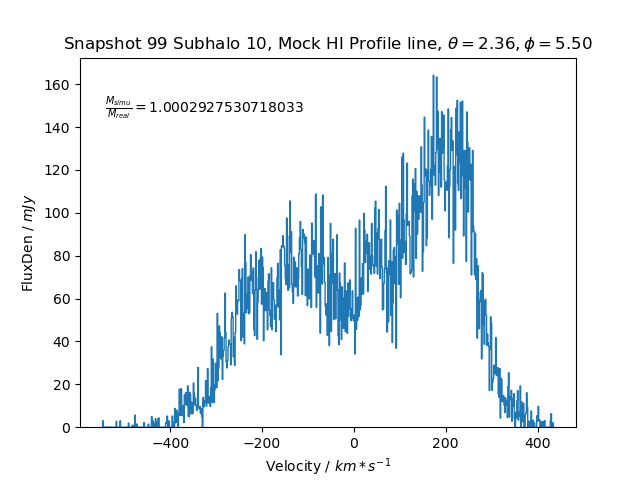 Snapshot 99 Subhalo 10, Mock HI Profile line, θ = 2.36, ϕ = 5.50
M_simu/M_real = 1.0002927530718033
160
140
120
100
80
60
40
20
0
FluxDen / mJy
−400 −200 0 200 400
Velocity / km * s⁻¹